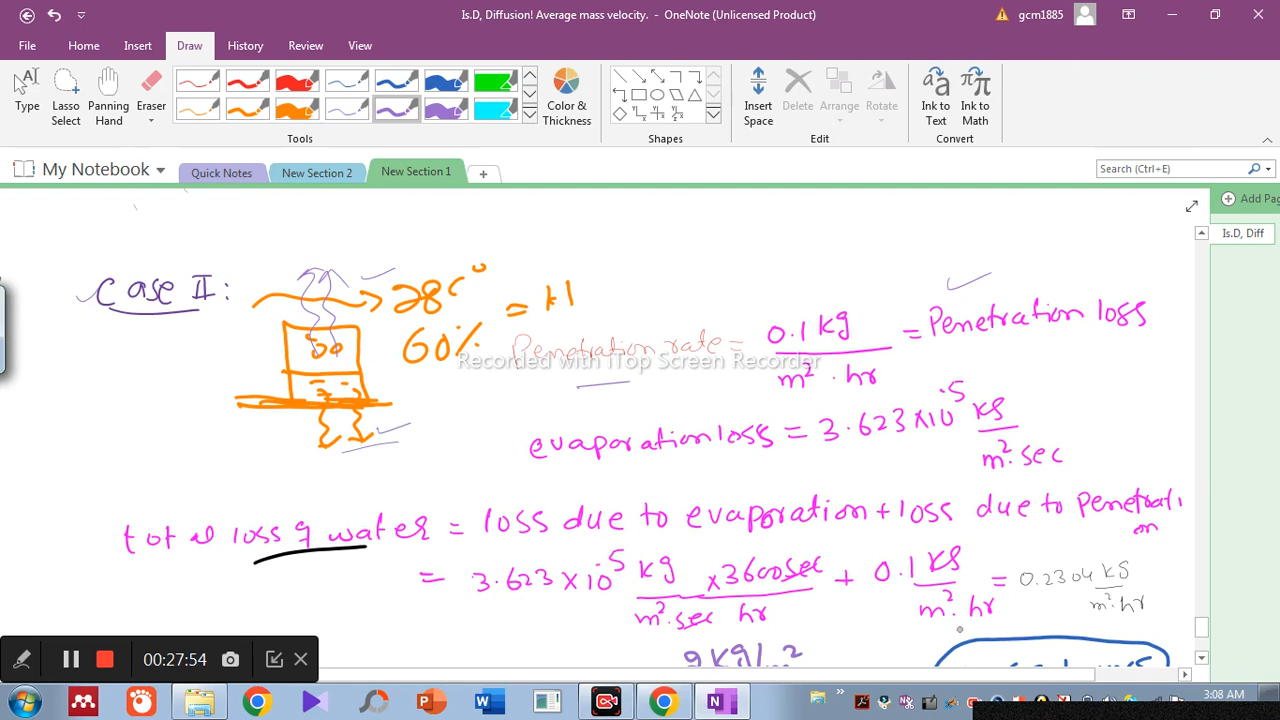 Is.D, Diffusion! Average mass velocity. - OneNote (Unlicensed Product)
gcm1885
File Home Insert Draw History Review View
Type
Lasso Select
Panning Hand
Eraser
Color & Thickness
Insert Space
Delete
Arrange
Rotate
Ink to Text
Ink to Math
Tools
Shapes
Edit
Convert
My Notebook
Quick Notes
New Section 2
New Section 1
Search (Ctrl+E)
Add Pag
Is.D, Diff
Case II:
28C°
60% = H
Penetration rate = 0.1 kg / m² . hr = Penetration loss
Recorded with iTop Screen Recorder
evaporation loss = 3.623×10^-5 kg / m².sec
total loss of water = loss due to evaporation + loss due to Penetration
= 3.623×10^-5 kg / m².sec × 3600sec / hr + 0.1 kg / m².hr = 0.2304 kg / m².hr
9 kg/m²
00:27:54
3:08 AM